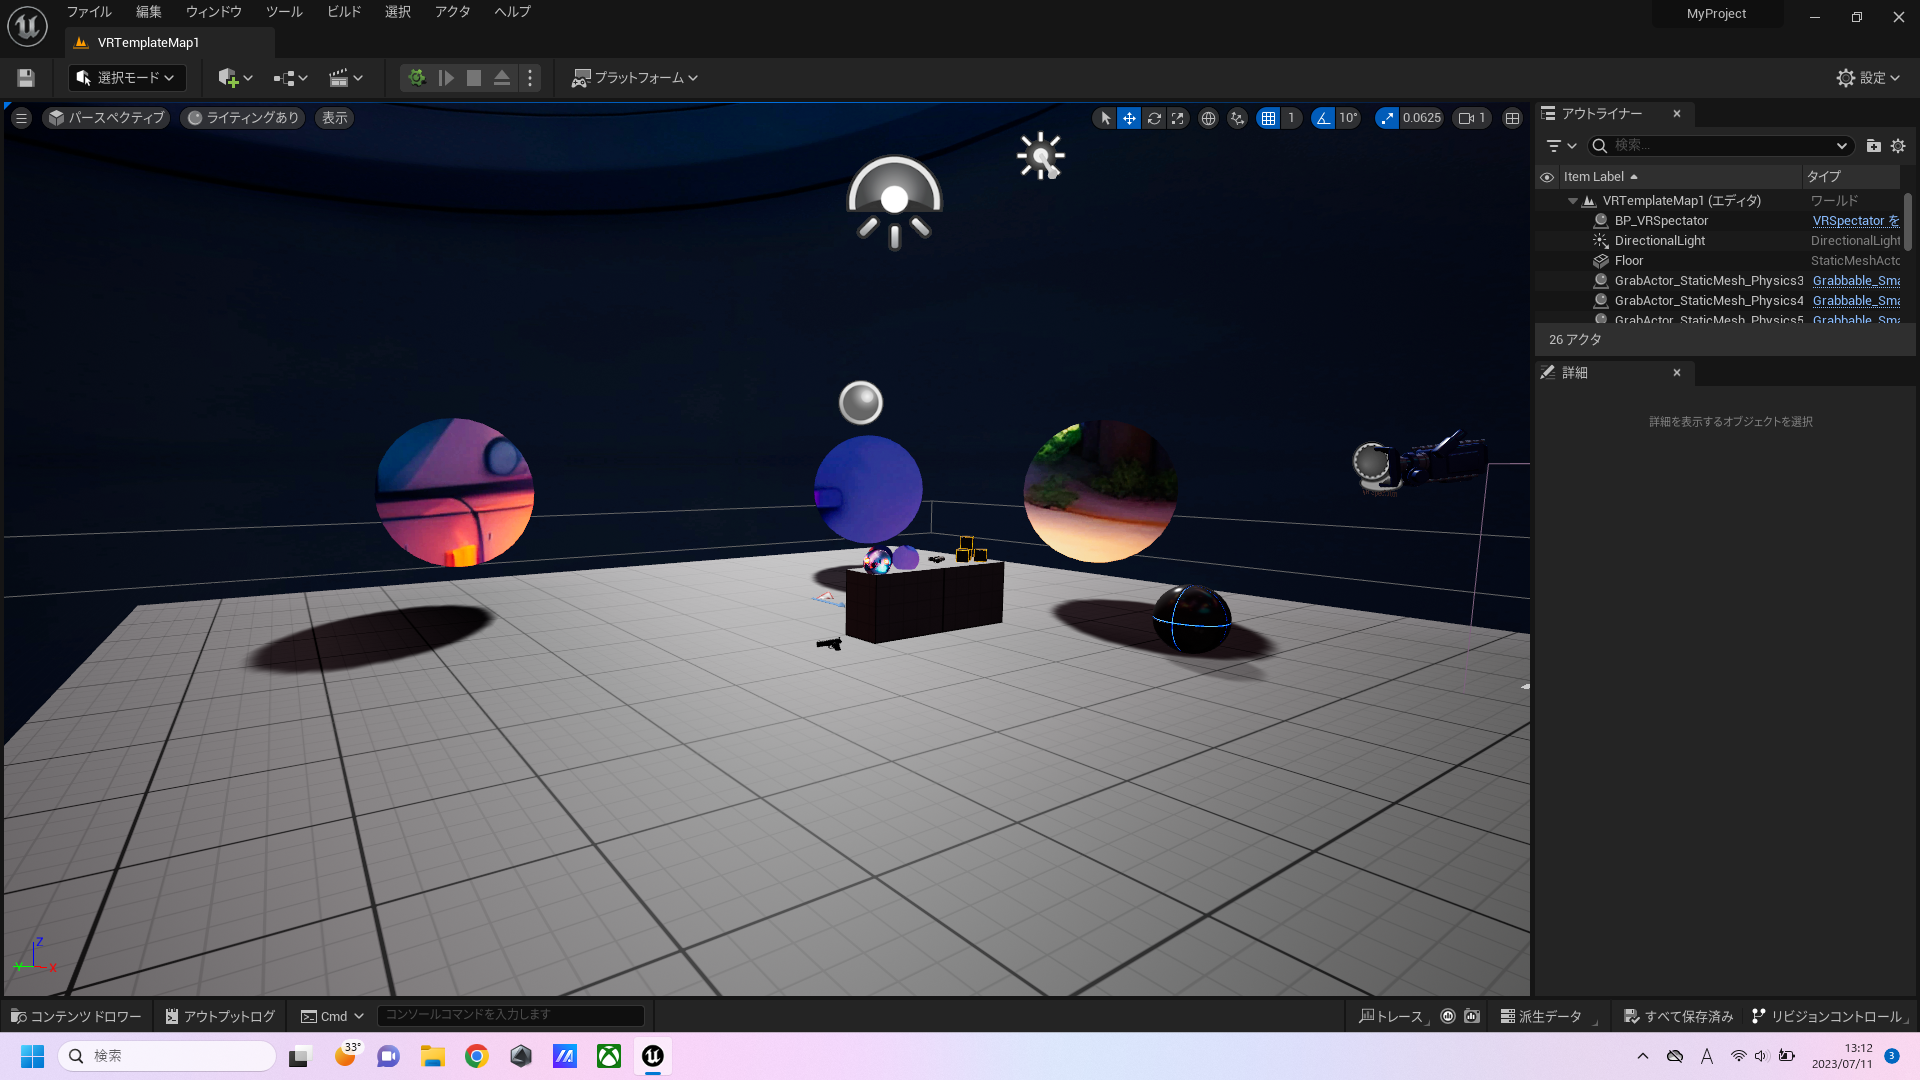 ファイル 編集 ウィンドウ ツール ビルド 選択 アクタ ヘルプ
MyProject
VRTemplateMap1
選択モード
プラットフォーム
設定
パースペクティブ ライティングあり 表示
1 10° 0.0625 1
アウトライナー
検索...
Item Label タイプ
VRTemplateMap1 (エディタ) ワールド
BP_VRSpectator VRSpectator を
DirectionalLight DirectionalLight
Floor StaticMeshActo
GrabActor_StaticMesh_Physics3 Grabbable_Sma
GrabActor_StaticMesh_Physics4 Grabbable_Sma
GrabActor_StaticMesh_Physics5 Grabbable_Sma
26 アクタ
詳細
詳細を表示するオブジェクトを選択
Z
Y X
コンテンツ ドロワー アウトプットログ Cmd コンソールコマンドを入力します
トレース 派生データ すべて保存済み リビジョンコントロール
検索
33°
A
13:12
2023/07/11
3